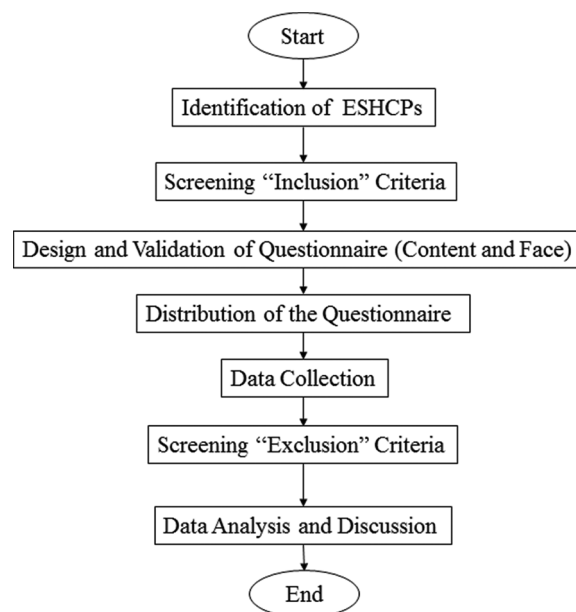 Start
Identification of ESHCPs
Screening “Inclusion” Criteria
Design and Validation of Questionnaire (Content and Face)
Distribution of the Questionnaire
Data Collection
Screening “Exclusion” Criteria
Data Analysis and Discussion
End